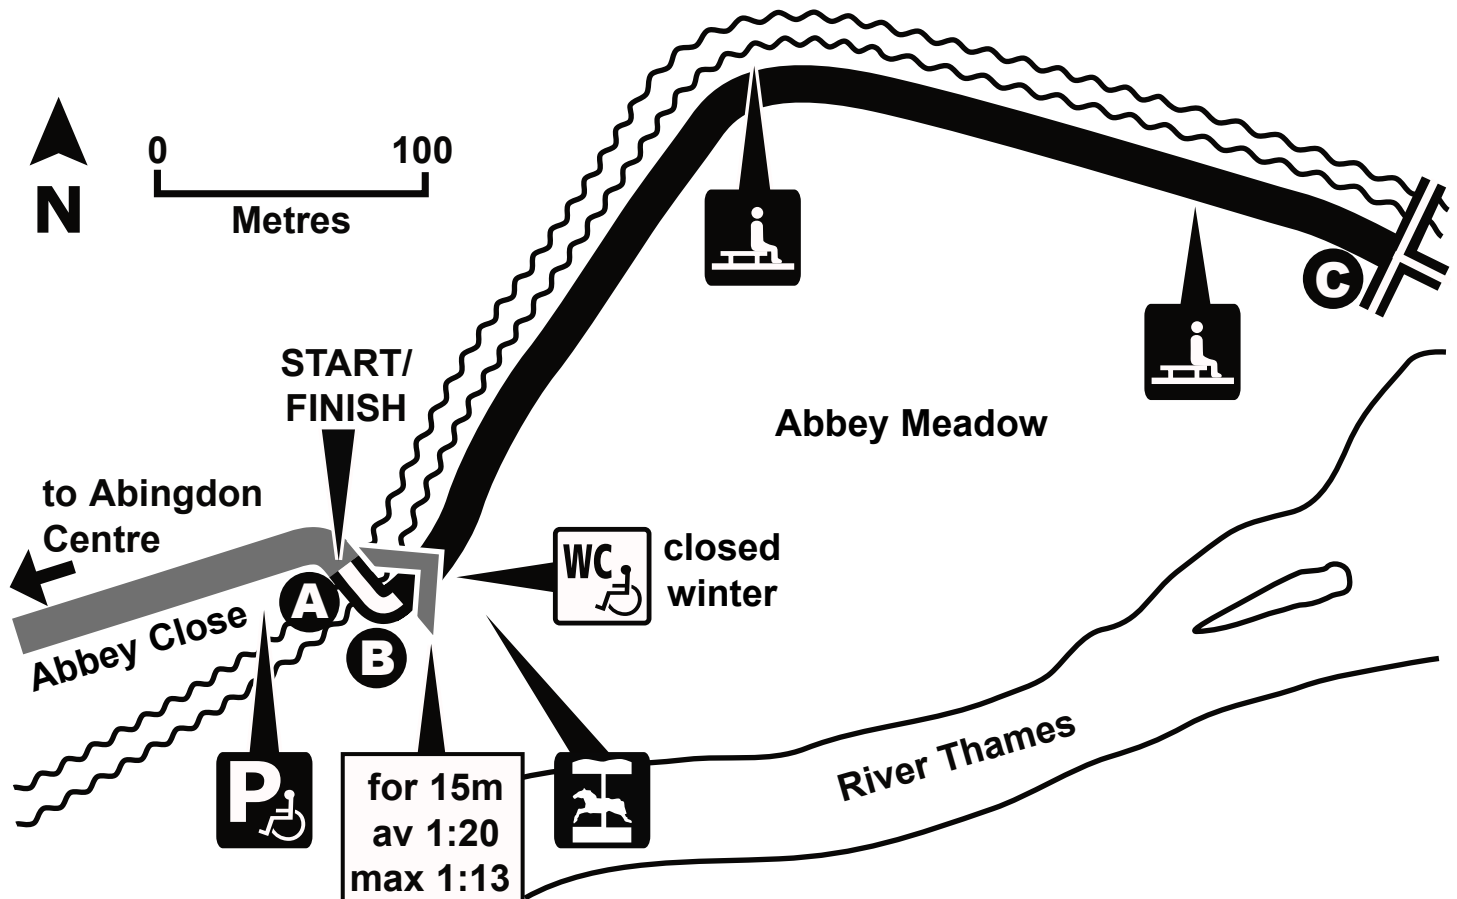 0 100
N
Metres
START/
FINISH
to Abingdon
Centre
Abbey Close
A
B
C
Abbey Meadow
WC
closed
winter
P
for 15m
av 1:20
max 1:13
River Thames